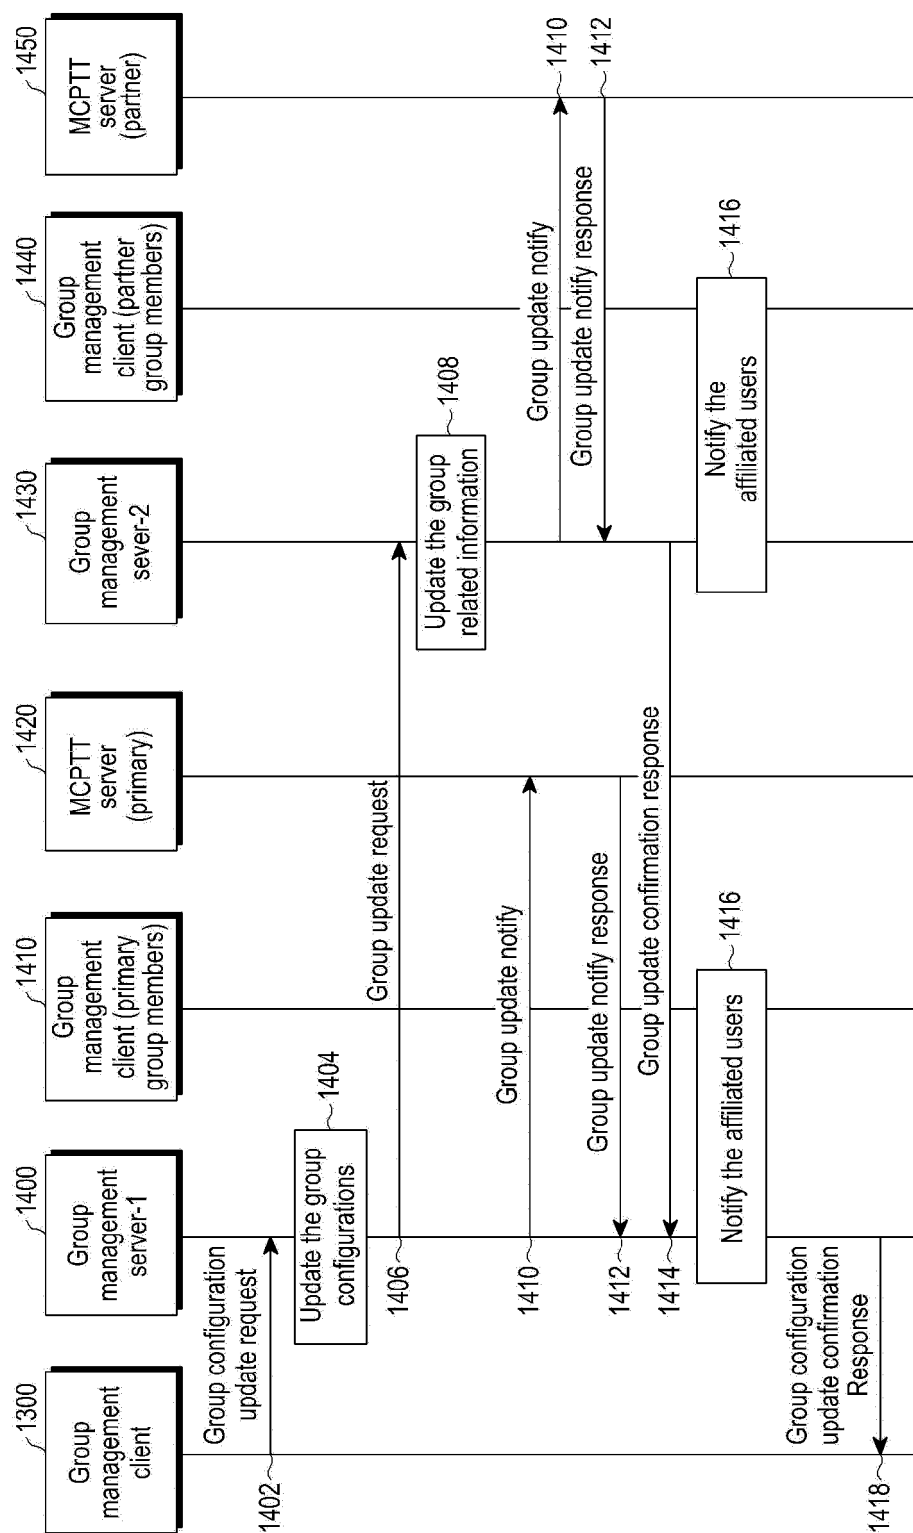 1300
Group
management
client
1400
Group
management
server-1
1410
Group
management
client (primary
group members)
1420
MCPTT
server
(primary)
1430
Group
management
sever-2
1440
Group
management
client (partner
group members)
1450
MCPTT
server
(partner)
1402
Group configuration
update request
Update the group
configurations
1404
1406
Group update request
Update the group
related information
1408
1410
Group update notify
Group update notify
1410
Group update notify response
1412
1412
Group update notify response
1414
Group update confirmation response
Notify the affiliated users
1416
Notify the
affiliated users
1416
Group configuration
update confirmation
Response
1418